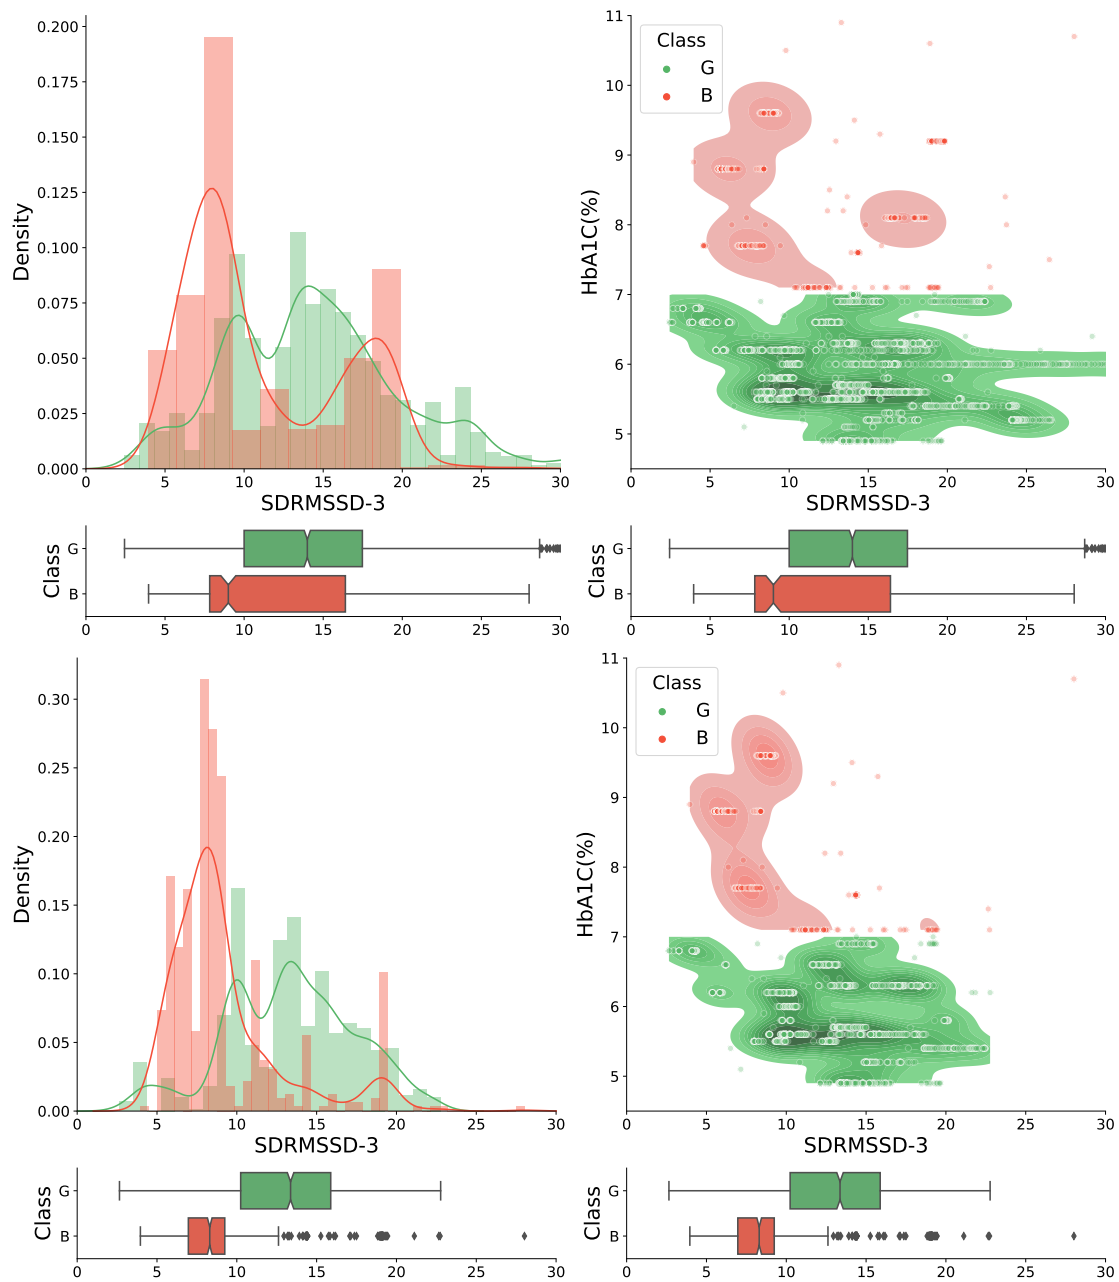 0.200
0.175
0.150
0.125
0.100
0.075
0.050
0.025
0.000
Density
0 5 10 15 20 25 30
SDRMSSD-3
11
10
9
8
7
6
5
HbA1C(%)
Class
G
B
0 5 10 15 20 25 30
SDRMSSD-3
Class
G
B
0 5 10 15 20 25 30
Class
G
B
0 5 10 15 20 25 30
0.30
0.25
0.20
0.15
0.10
0.05
0.00
Density
0 5 10 15 20 25 30
SDRMSSD-3
11
10
9
8
7
6
5
HbA1C(%)
Class
G
B
0 5 10 15 20 25 30
SDRMSSD-3
Class
G
B
0 5 10 15 20 25 30
Class
G
B
0 5 10 15 20 25 30